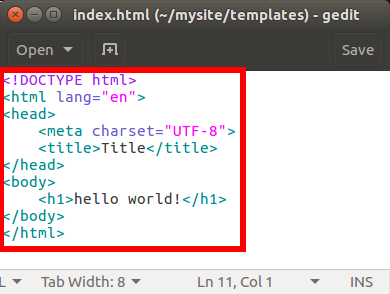 index.html (~/mysite/templates) - gedit
Open Save
<!DOCTYPE html>
<html lang="en">
<head>
    <meta charset="UTF-8">
    <title>Title</title>
</head>
<body>
    <h1>hello world!</h1>
</body>
</html>
L Tab Width: 8 Ln 11, Col 1 INS